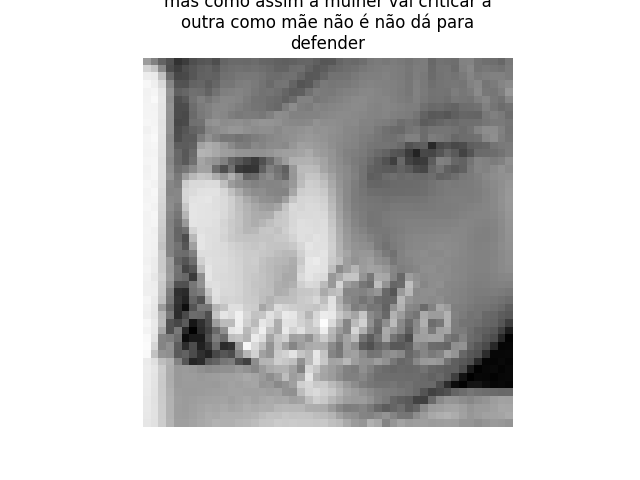 mas como assim a mulher vai criticar a
outra como mãe não é não dá para
defender